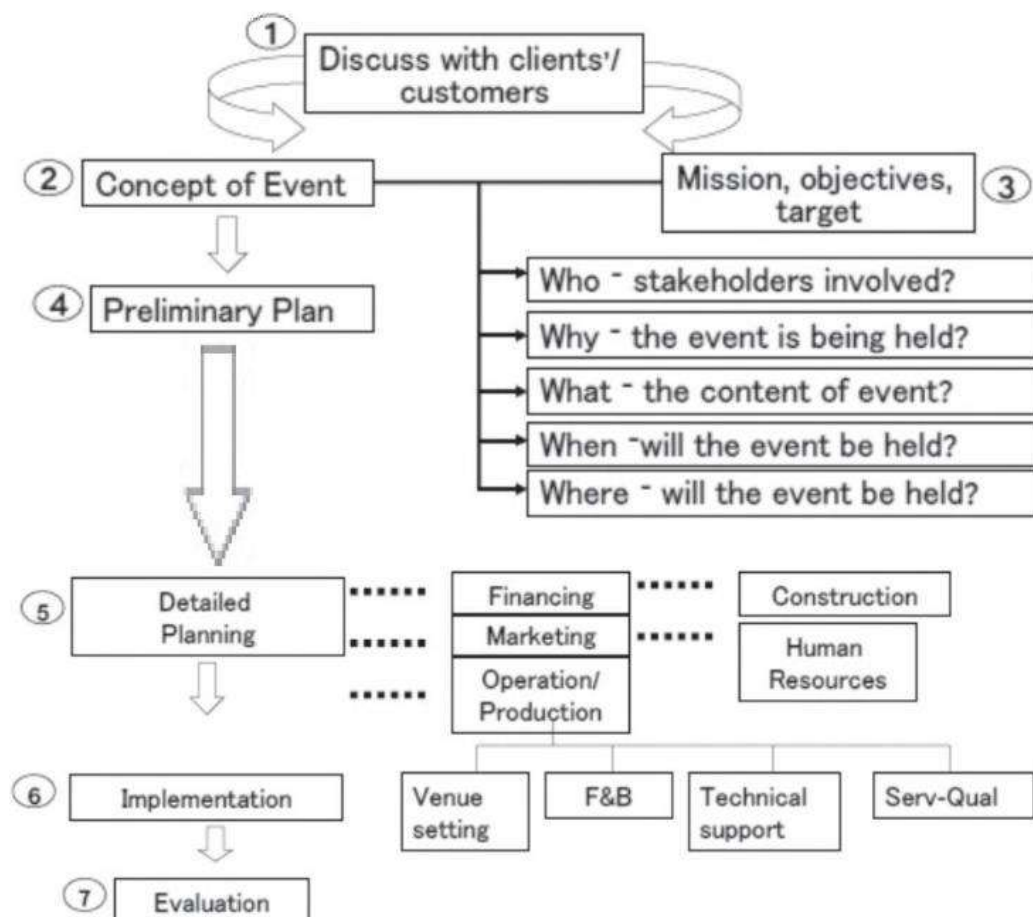 1
Discuss with clients'/
customers
2
Concept of Event
Mission, objectives,
target
3
Who - stakeholders involved?
4
Preliminary Plan
Why - the event is being held?
What - the content of event?
When -will the event be held?
Where - will the event be held?
5
Detailed
Planning
Financing
Construction
Marketing
Human
Resources
Operation/
Production
6
Implementation
Venue
setting
F&B
Technical
support
Serv-Qual
7
Evaluation